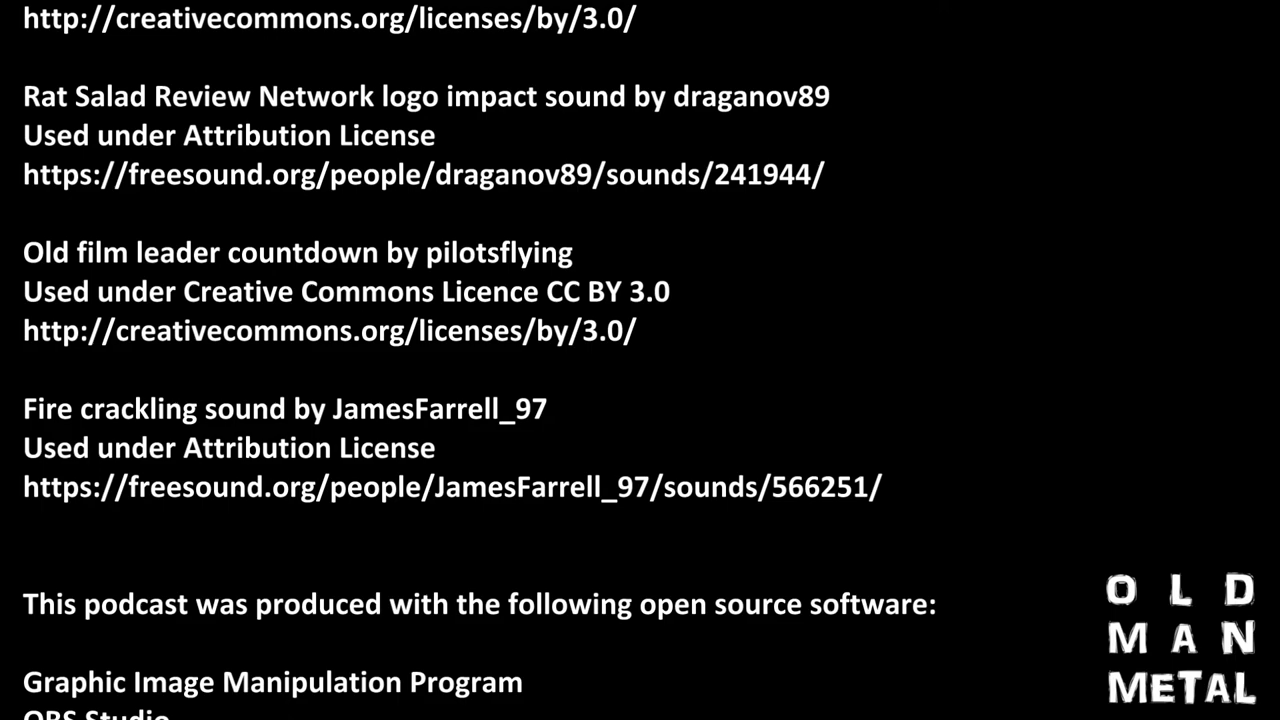 http://creativecommons.org/licenses/by/3.0/
Rat Salad Review Network logo impact sound by draganov89
Used under Attribution License
https://freesound.org/people/draganov89/sounds/241944/
Old film leader countdown by pilotsflying
Used under Creative Commons Licence CC BY 3.0
http://creativecommons.org/licenses/by/3.0/
Fire crackling sound by JamesFarrell_97
Used under Attribution License
https://freesound.org/people/JamesFarrell_97/sounds/566251/
This podcast was produced with the following open source software:
Graphic Image Manipulation Program
OBS Studio
OLD
MAN
METAL